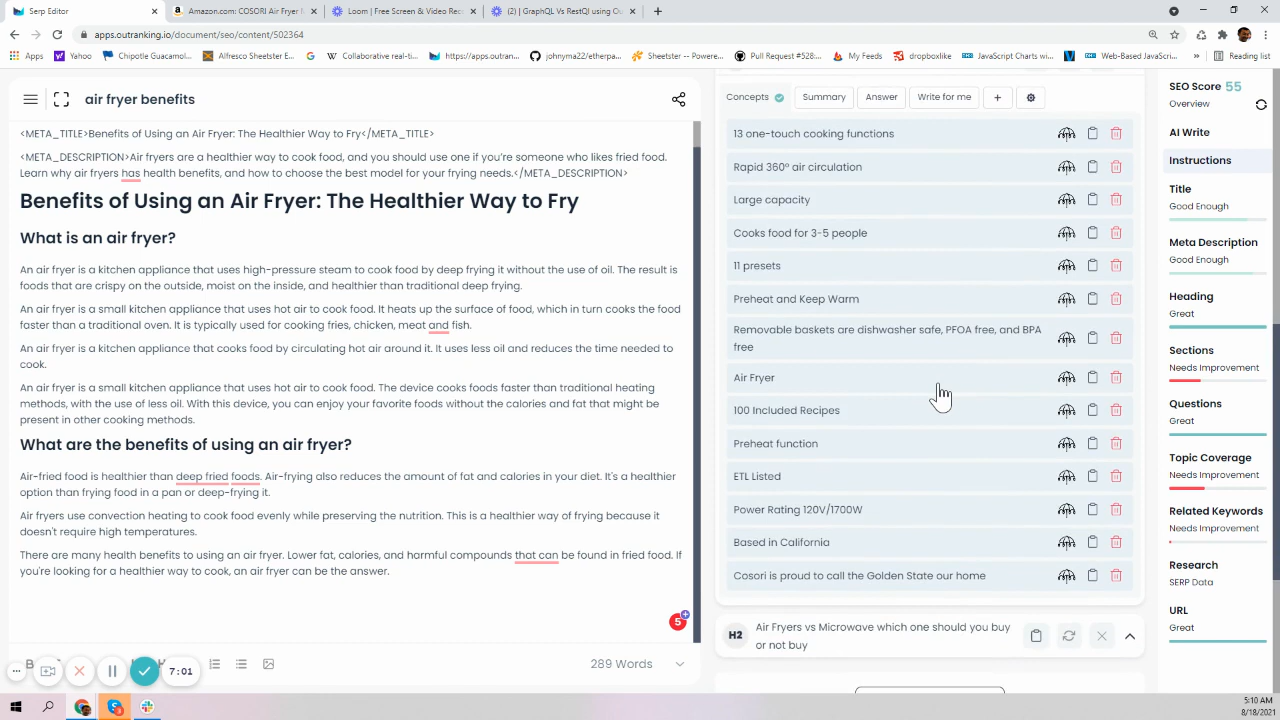 Serp Editor
Amazon.com: COSORI Air Fryer
Loom | Free Screen & Video Rec
(2) | GraphQL Vs RestQl using O
apps.outranking.io/document/seo/content/502364
Apps
Yahoo
Chipotle Guacamol...
Alfresco Sheetster E...
Collaborative real-ti...
https://apps.outran...
johnyma22/etherpa...
Sheetster -- Powere...
Pull Request #528...
My Feeds
dropboxlike
JavaScript Charts wi...
Web-Based JavaScri...
Reading list
air fryer benefits
<META_TITLE>Benefits of Using an Air Fryer: The Healthier Way to Fry</META_TITLE>
<META_DESCRIPTION>Air fryers are a healthier way to cook food, and you should use one if you're someone who likes fried food.
Learn why air fryers has health benefits, and how to choose the best model for your frying needs.</META_DESCRIPTION>
Benefits of Using an Air Fryer: The Healthier Way to Fry
What is an air fryer?
An air fryer is a kitchen appliance that uses high-pressure steam to cook food by deep frying it without the use of oil. The result is
foods that are crispy on the outside, moist on the inside, and healthier than traditional deep frying.
An air fryer is a small kitchen appliance that uses hot air to cook food. It heats up the surface of food, which in turn cooks the food
faster than a traditional oven. It is typically used for cooking fries, chicken, meat and fish.
An air fryer is a kitchen appliance that cooks food by circulating hot air around it. It uses less oil and reduces the time needed to
cook.
An air fryer is a small kitchen appliance that uses hot air to cook food. The device cooks foods faster than traditional heating
methods, with the use of less oil. With this device, you can enjoy your favorite foods without the calories and fat that might be
present in other cooking methods.
What are the benefits of using an air fryer?
Air-fried food is healthier than deep fried foods. Air-frying also reduces the amount of fat and calories in your diet. It's a healthier
option than frying food in a pan or deep-frying it.
Air fryers use convection heating to cook food evenly while preserving the nutrition. This is a healthier way of frying because it
doesn't require high temperatures.
There are many health benefits to using an air fryer. Lower fat, calories, and harmful compounds that can be found in fried food. If
you're looking for a healthier way to cook, an air fryer can be the answer.
5
289 Words
7:01
Concepts
Summary
Answer
Write for me
+
13 one-touch cooking functions
Rapid 360° air circulation
Large capacity
Cooks food for 3-5 people
11 presets
Preheat and Keep Warm
Removable baskets are dishwasher safe, PFOA free, and BPA
free
Air Fryer
100 Included Recipes
Preheat function
ETL Listed
Power Rating 120V/1700W
Based in California
Cosori is proud to call the Golden State our home
H2
Air Fryers vs Microwave which one should you buy
or not buy
SEO Score 55
Overview
AI Write
Instructions
Title
Good Enough
Meta Description
Good Enough
Heading
Great
Sections
Needs Improvement
Questions
Great
Topic Coverage
Needs Improvement
Related Keywords
Needs Improvement
Research
SERP Data
URL
Great
5:10 AM
8/18/2021